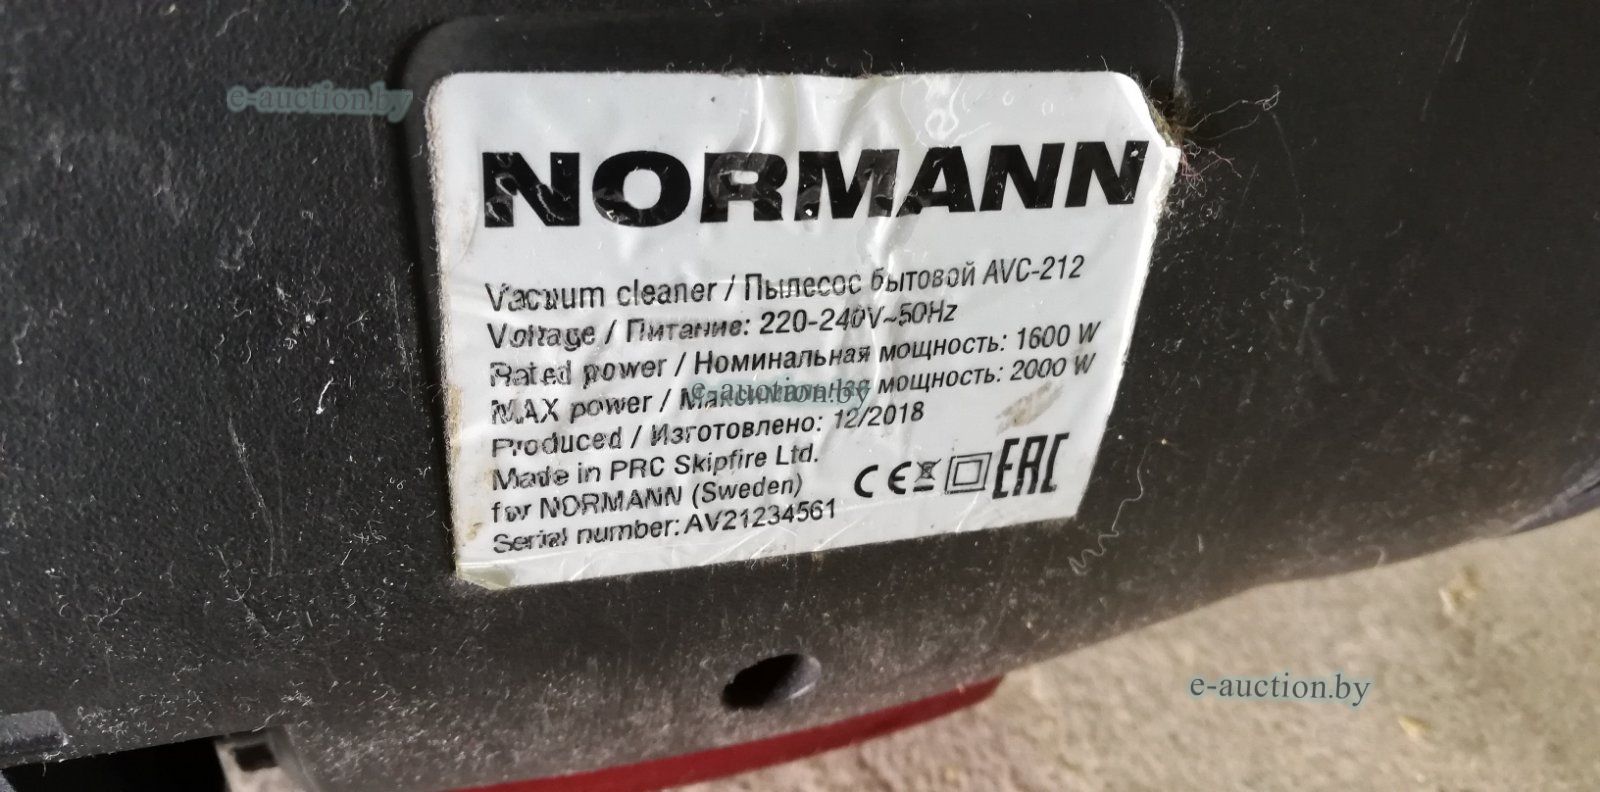 e-auction.by
NORMANN
Vacuum cleaner / Пылесос бытовой AVC-212
Voltage / Питание: 220-240V~50Hz
Rated power / Номинальная мощность: 1600 W
MAX power / Максимальная мощность: 2000 W
e-auction.by
Produced / Изготовлено: 12/2018
Made in PRC Skipfire Ltd.
for NORMANN (Sweden)
CE EAC
Serial number: AV21234561
e-auction.by